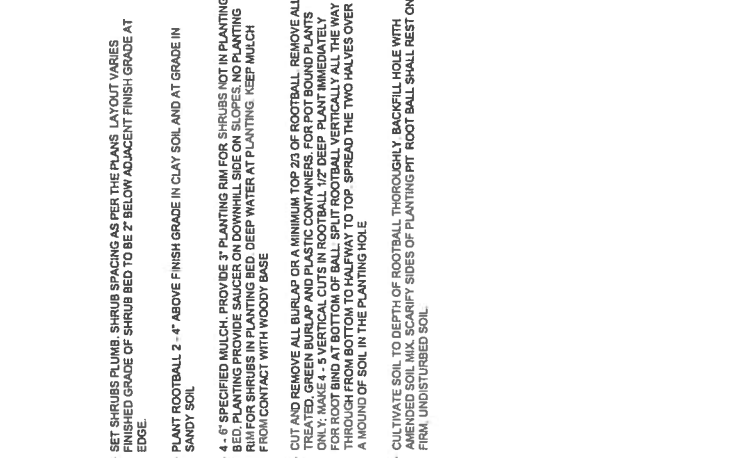 SET SHRUBS PLUMB. SHRUB SPACING AS PER THE PLANS. LAYOUT VARIES
FINISHED GRADE OF SHRUB BED TO BE 2" BELOW ADJACENT FINISH GRADE AT
EDGE.
PLANT ROOTBALL 2 - 4" ABOVE FINISH GRADE IN CLAY SOIL AND AT GRADE IN
SANDY SOIL
4 - 6" SPECIFIED MULCH. PROVIDE 3" PLANTING RIM FOR SHRUBS NOT IN PLANTING
BED, PLANTING PROVIDE SAUCER ON DOWNHILL SIDE ON SLOPES, NO PLANTING
RIM FOR SHRUBS IN PLANTING BED. DEEP WATER AT PLANTING. KEEP MULCH
FROM CONTACT WITH WOODY BASE
CUT AND REMOVE ALL BURLAP OR A MINIMUM TOP 2/3 OF ROOTBALL. REMOVE ALL
TREATED, GREEN BURLAP AND PLASTIC CONTAINERS. FOR POT BOUND PLANTS
ONLY: MAKE 4 - 5 VERTICAL CUTS IN ROOTBALL 1/2" DEEP. PLANT IMMEDIATELY
FOR ROOT BIND AT BOTTOM OF BALL: SPLIT ROOTBALL VERTICALLY ALL THE WAY
THROUGH FROM BOTTOM TO HALFWAY TO TOP. SPREAD THE TWO HALVES OVER
A MOUND OF SOIL IN THE PLANTING HOLE
CULTIVATE SOIL TO DEPTH OF ROOTBALL THOROUGHLY. BACKFILL HOLE WITH
AMENDED SOIL MIX. SCARIFY SIDES OF PLANTING PIT ROOT BALL SHALL REST ON
FIRM, UNDISTURBED SOIL.